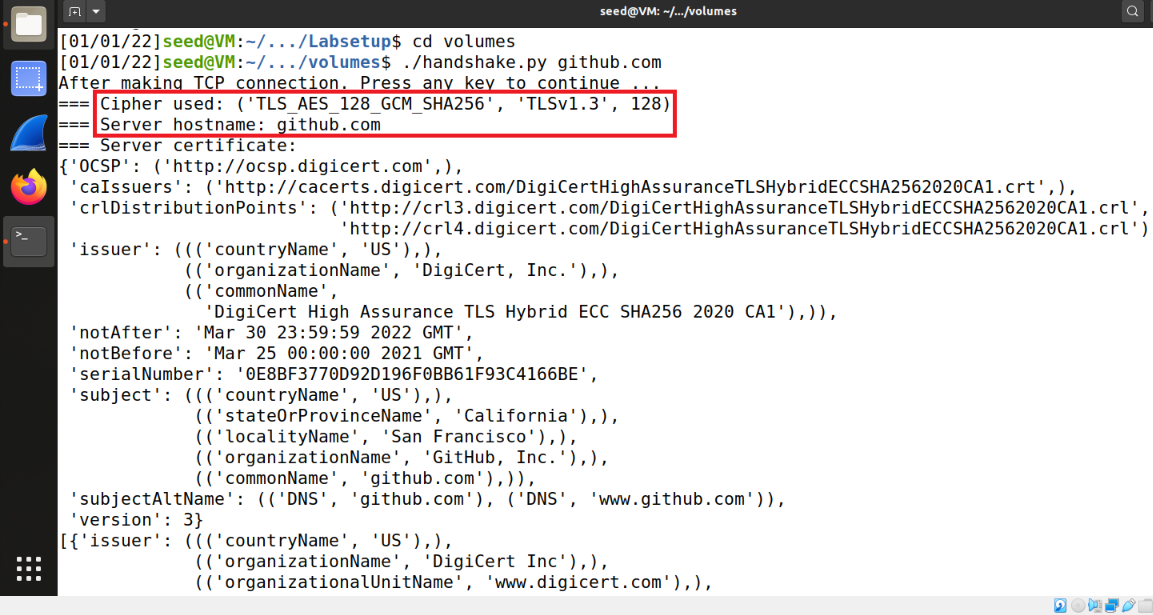 seed@VM: ~/.../volumes
[01/01/22]seed@VM:~/.../Labsetup$ cd volumes
[01/01/22]seed@VM:~/.../volumes$ ./handshake.py github.com
After making TCP connection. Press any key to continue ...
=== Cipher used: ('TLS_AES_128_GCM_SHA256', 'TLSv1.3', 128)
=== Server hostname: github.com
=== Server certificate:
{'OCSP': ('http://ocsp.digicert.com',),
 'caIssuers': ('http://cacerts.digicert.com/DigiCertHighAssuranceTLSHybridECCSHA2562020CA1.crt',),
 'crlDistributionPoints': ('http://crl3.digicert.com/DigiCertHighAssuranceTLSHybridECCSHA2562020CA1.crl',
                           'http://crl4.digicert.com/DigiCertHighAssuranceTLSHybridECCSHA2562020CA1.crl')
 'issuer': ((('countryName', 'US'),),
            (('organizationName', 'DigiCert, Inc.'),),
            (('commonName',
              'DigiCert High Assurance TLS Hybrid ECC SHA256 2020 CA1'),)),
 'notAfter': 'Mar 30 23:59:59 2022 GMT',
 'notBefore': 'Mar 25 00:00:00 2021 GMT',
 'serialNumber': '0E8BF3770D92D196F0BB61F93C4166BE',
 'subject': ((('countryName', 'US'),),
             (('stateOrProvinceName', 'California'),),
             (('localityName', 'San Francisco'),),
             (('organizationName', 'GitHub, Inc.'),),
             (('commonName', 'github.com'),)),
 'subjectAltName': (('DNS', 'github.com'), ('DNS', 'www.github.com')),
 'version': 3}
[{'issuer': ((('countryName', 'US'),),
             (('organizationName', 'DigiCert Inc'),),
             (('organizationalUnitName', 'www.digicert.com'),),